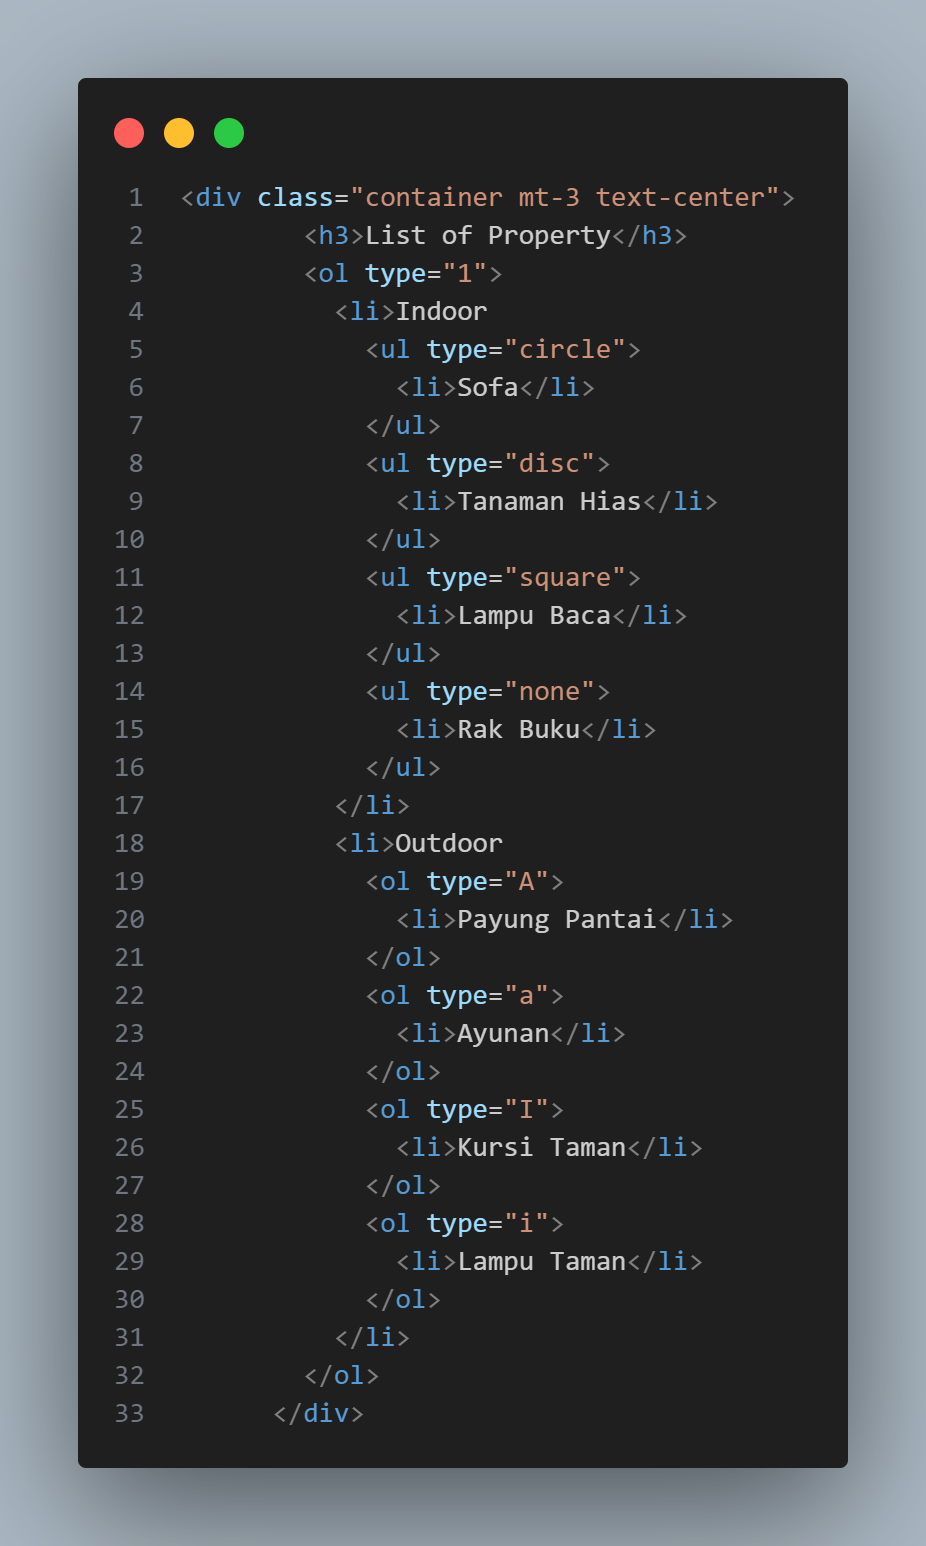 1 <div class="container mt-3 text-center">
2         <h3>List of Property</h3>
3         <ol type="1">
4           <li>Indoor
5             <ul type="circle">
6               <li>Sofa</li>
7             </ul>
8             <ul type="disc">
9               <li>Tanaman Hias</li>
10             </ul>
11             <ul type="square">
12               <li>Lampu Baca</li>
13             </ul>
14             <ul type="none">
15               <li>Rak Buku</li>
16             </ul>
17           </li>
18           <li>Outdoor
19             <ol type="A">
20               <li>Payung Pantai</li>
21             </ol>
22             <ol type="a">
23               <li>Ayunan</li>
24             </ol>
25             <ol type="I">
26               <li>Kursi Taman</li>
27             </ol>
28             <ol type="i">
29               <li>Lampu Taman</li>
30             </ol>
31           </li>
32         </ol>
33       </div>